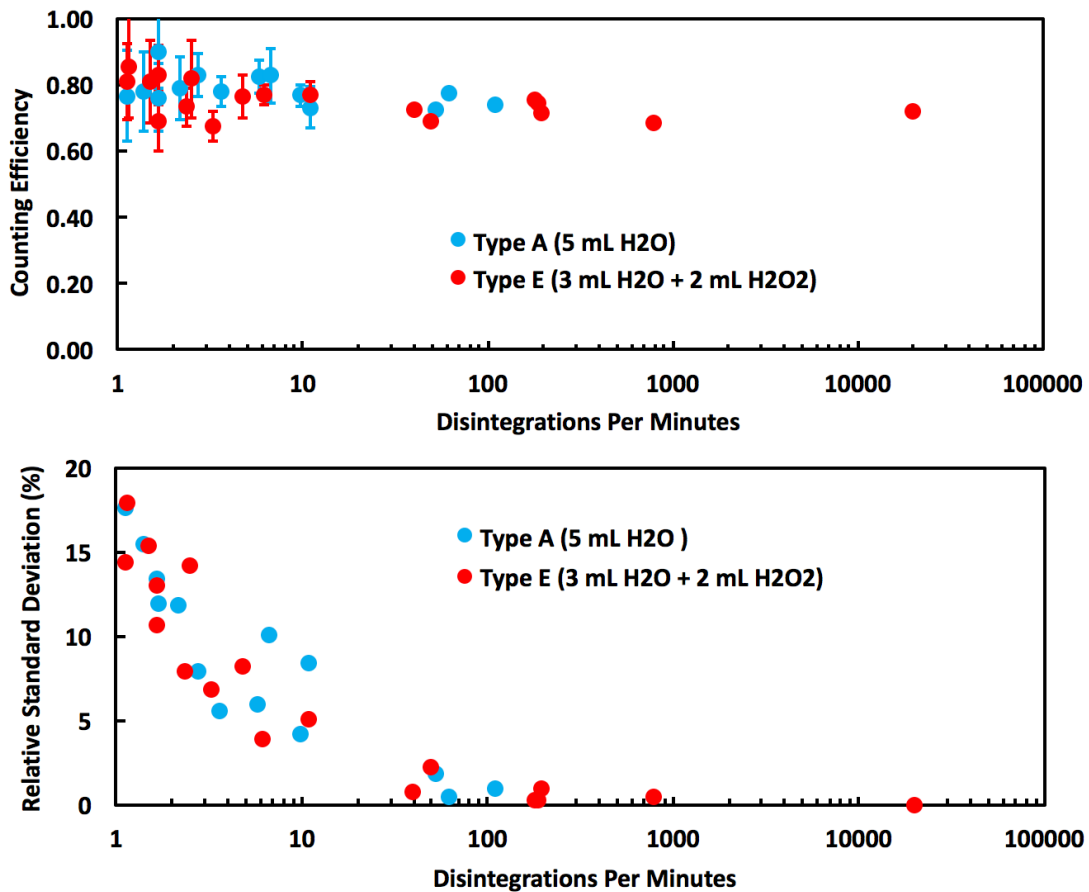 1.00
0.80
0.60
0.40
0.20
0.00
Counting Efficiency
Type A (5 mL H2O)
Type E (3 mL H2O + 2 mL H2O2)
1 10 100 1000 10000 100000
Disintegrations Per Minutes
20
15
10
5
0
Relative Standard Deviation (%)
Type A (5 mL H2O )
Type E (3 mL H2O + 2 mL H2O2)
1 10 100 1000 10000 100000
Disintegrations Per Minutes